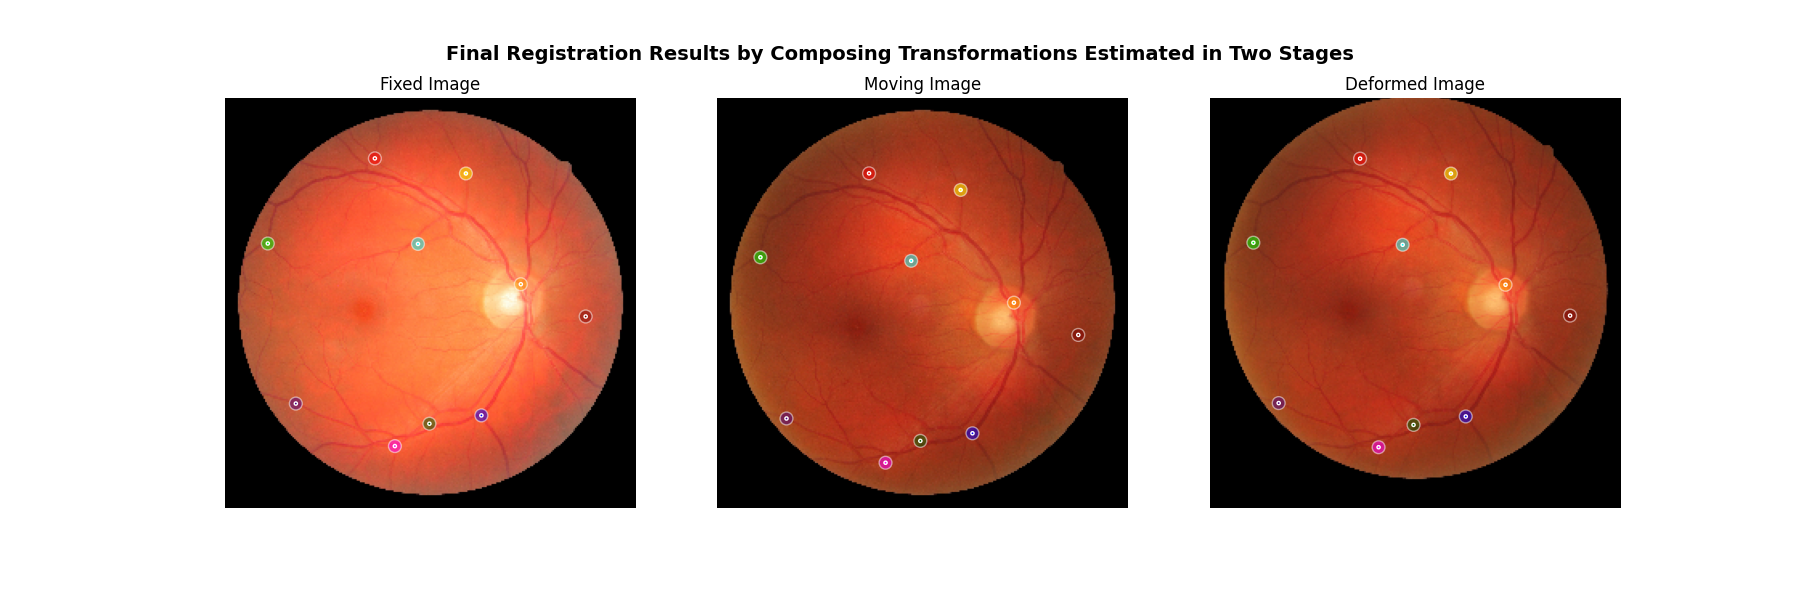 Final Registration Results by Composing Transformations Estimated in Two Stages
Fixed Image
Moving Image
Deformed Image